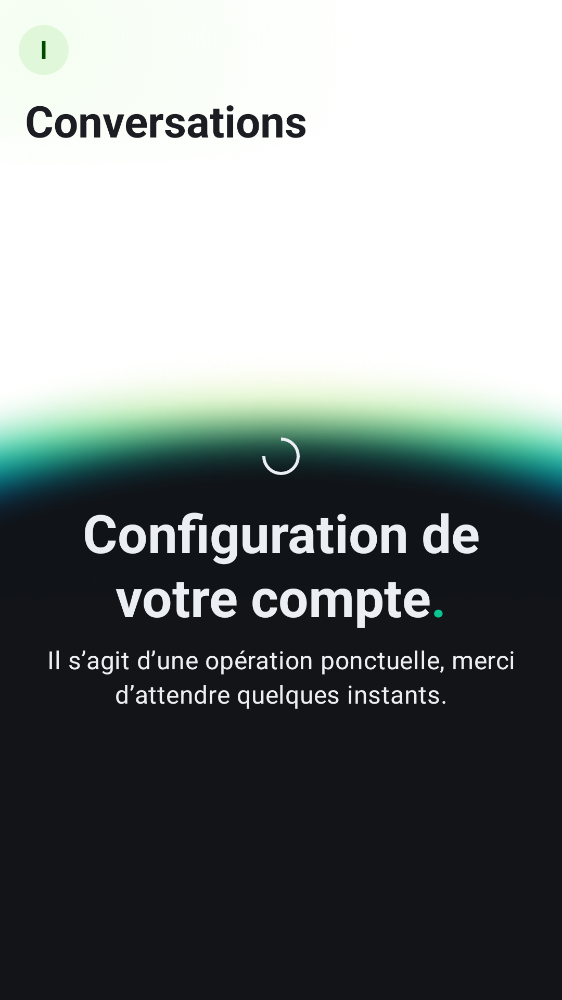 I
Conversations
Configuration de
votre compte.
Il s’agit d’une opération ponctuelle, merci
d’attendre quelques instants.